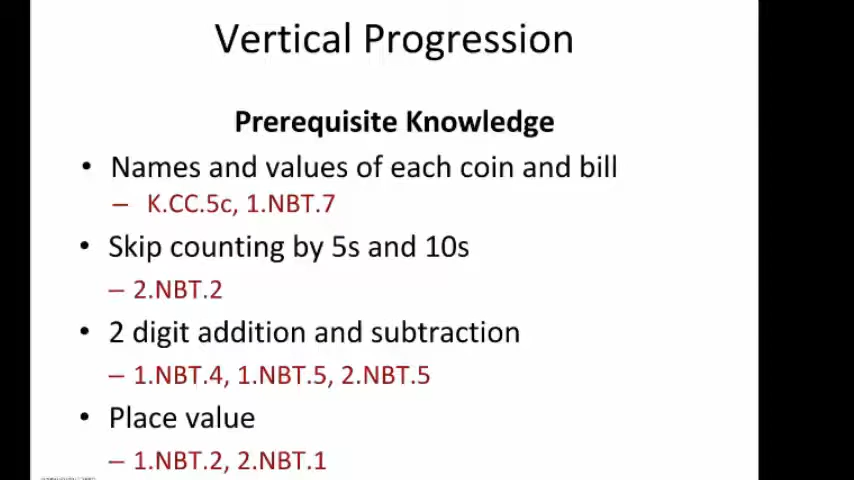 Vertical Progression
Prerequisite Knowledge
• Names and values of each coin and bill
– K.CC.5c, 1.NBT.7
• Skip counting by 5s and 10s
– 2.NBT.2
• 2 digit addition and subtraction
– 1.NBT.4, 1.NBT.5, 2.NBT.5
• Place value
– 1.NBT.2, 2.NBT.1